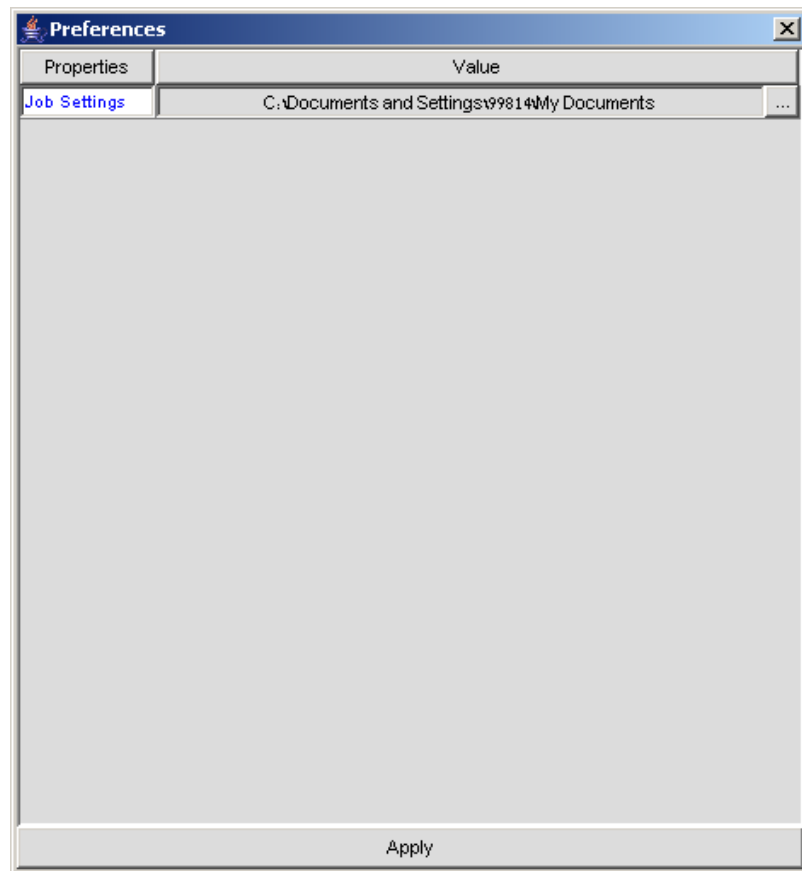 Preferences
Properties Value
Job Settings C:\Documents and Settings\99814\My Documents ...
Apply